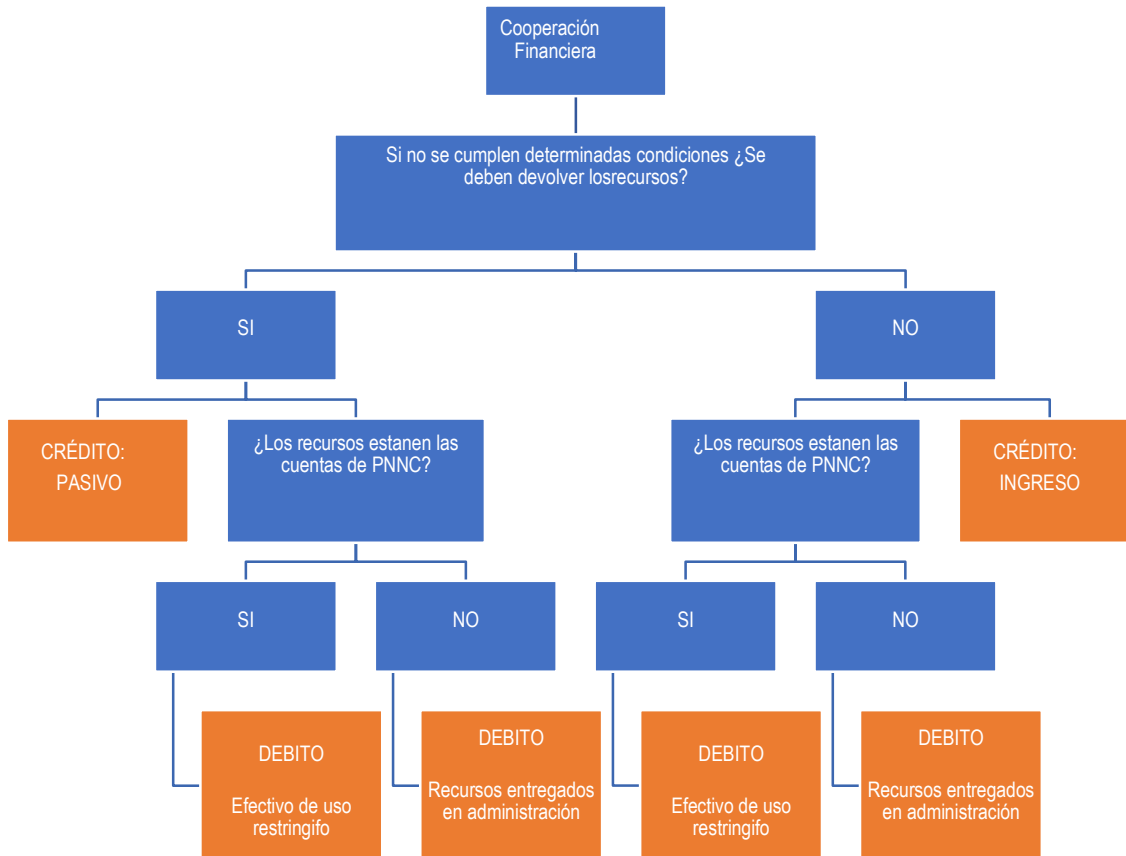 Cooperación
Financiera
Si no se cumplen determinadas condiciones ¿Se
deben devolver losrecursos?
SI
NO
CRÉDITO:
PASIVO
¿Los recursos estanen las
cuentas de PNNC?
¿Los recursos estanen las
cuentas de PNNC?
CRÉDITO:
INGRESO
SI
NO
SI
NO
DEBITO
Efectivo de uso
restringifo
DEBITO
Recursos entregados
en administración
DEBITO
Efectivo de uso
restringifo
DEBITO
Recursos entregados
en administración